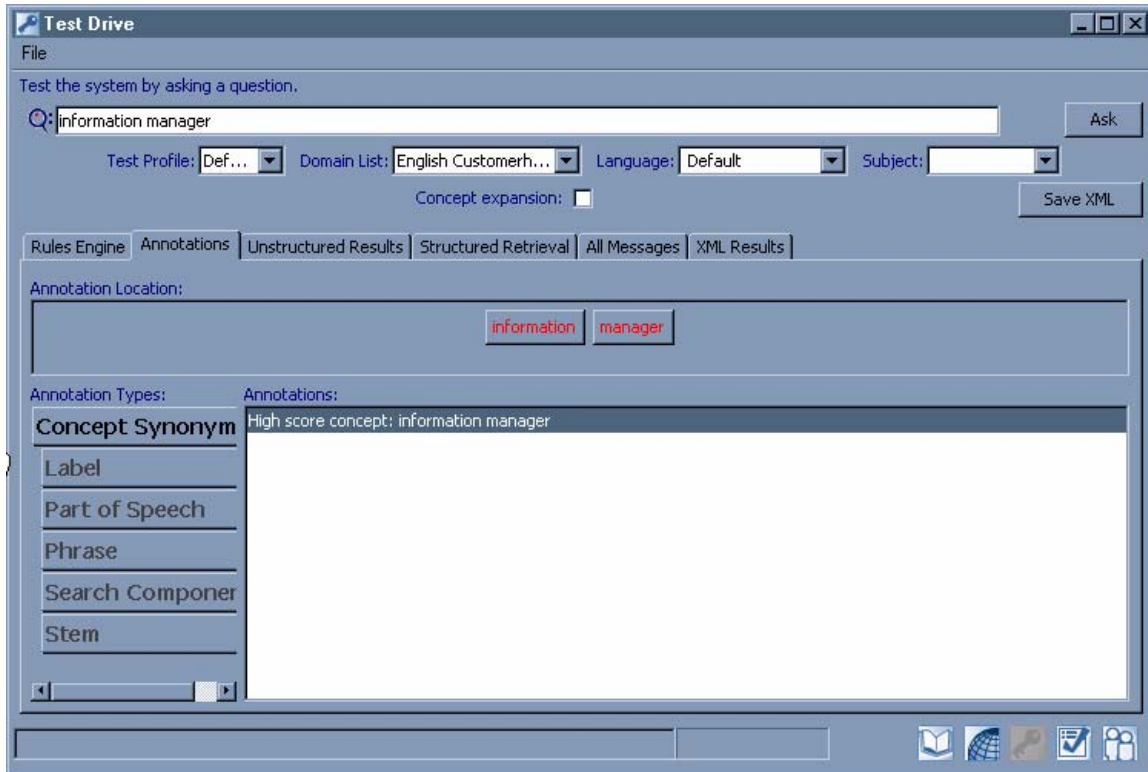 Test Drive
File
Test the system by asking a question.
Q: information manager Ask
Test Profile: Def... Domain List: English Customerh... Language: Default Subject:
Concept expansion: Save XML
Rules Engine Annotations Unstructured Results Structured Retrieval All Messages XML Results
Annotation Location:
information manager
Annotation Types: Annotations:
Concept Synonym High score concept: information manager
Label
Part of Speech
Phrase
Search Componen
Stem